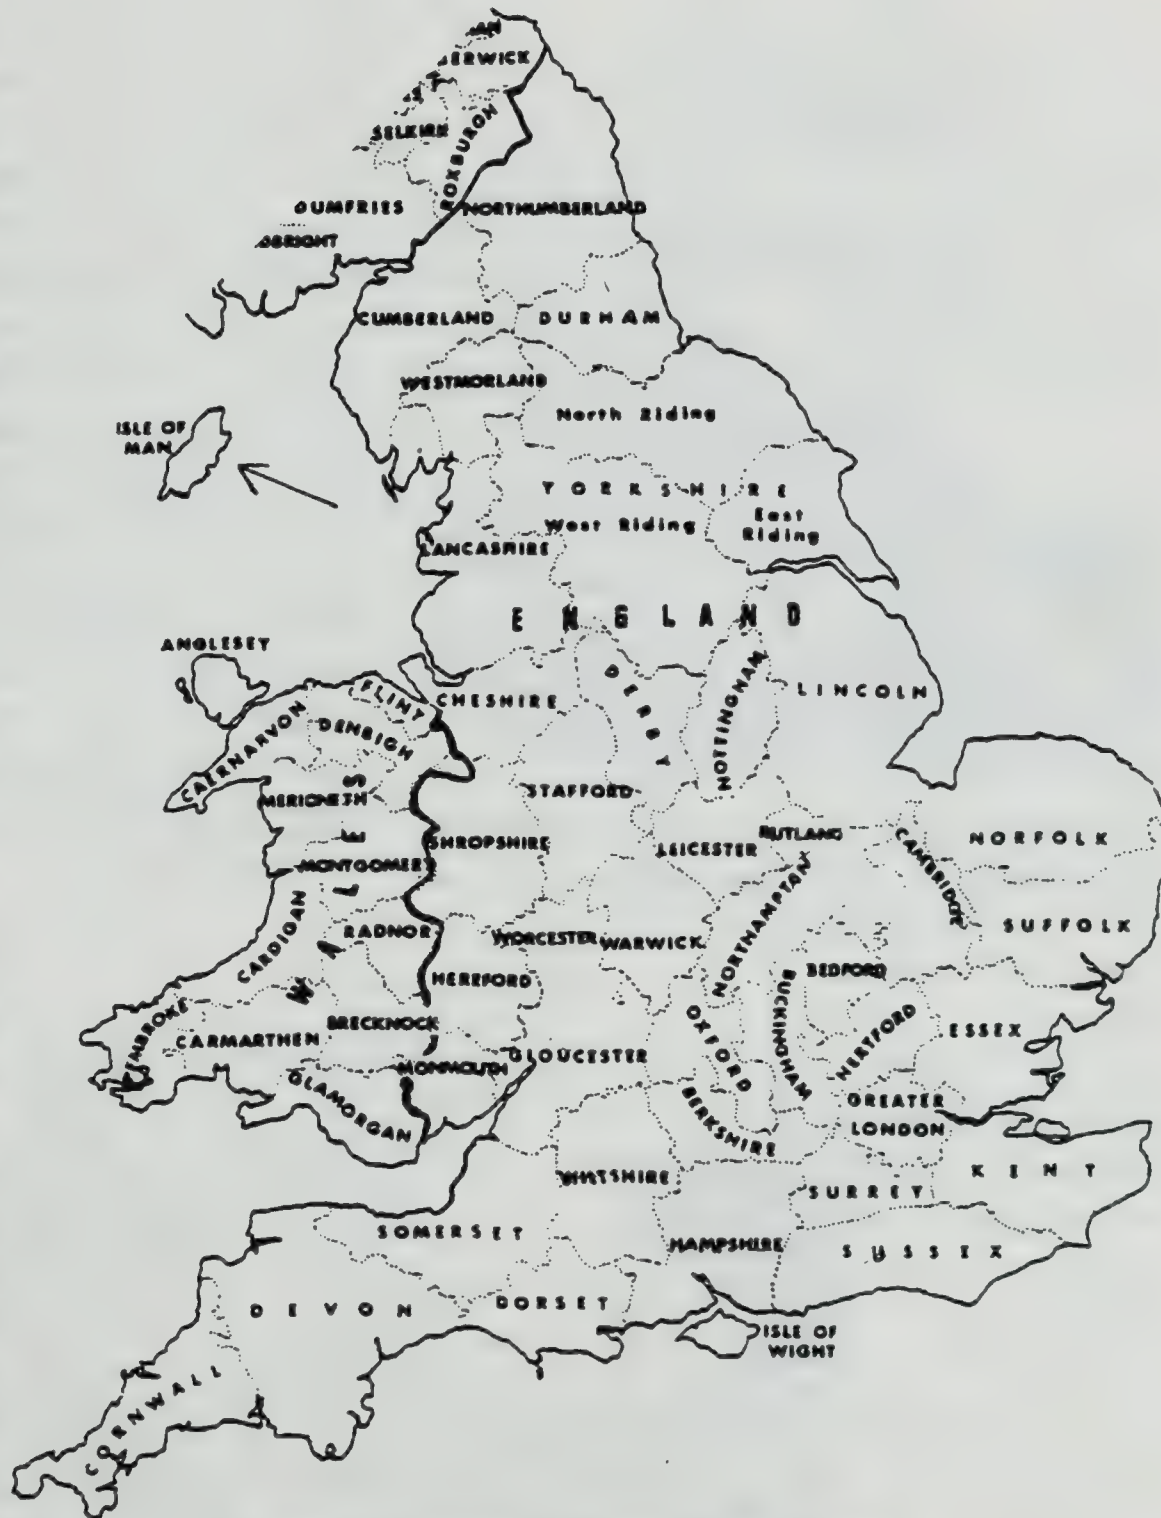 SELKIRK
ROXBURGH
DUMFRIES
NORTHUMBERLAND
CUMBERLAND
DURHAM
WESTMORLAND
North Riding
ISLE OF
MAN
YORKSHIRE
West Riding
East
Riding
LANCASHIRE
ENGLAND
ANGLESEY
FLINT
CHESHIRE
DERBY
NOTTINGHAM
LINCOLN
CAERNARVON
DENBIGH
MERIONETH
STAFFORD
SHROPSHIRE
LEICESTER
RUTLAND
CAMBRIDGE
NORFOLK
MONTGOMERY
WALES
CARDIGAN
RADNOR
WORCESTER
WARWICK
NORTHAMPTON
SUFFOLK
HEREFORD
BEDFORD
BUCKINGHAM
PEMBROKE
CARMARTHEN
BRECKNOCK
GLOUCESTER
OXFORD
HERTFORD
ESSEX
MONMOUTH
GLAMORGAN
BERKSHIRE
GREATER
LONDON
WILTSHIRE
SURREY
KENT
SOMERSET
HAMPSHIRE
SUSSEX
DEVON
DORSET
ISLE OF
WIGHT
CORNWALL